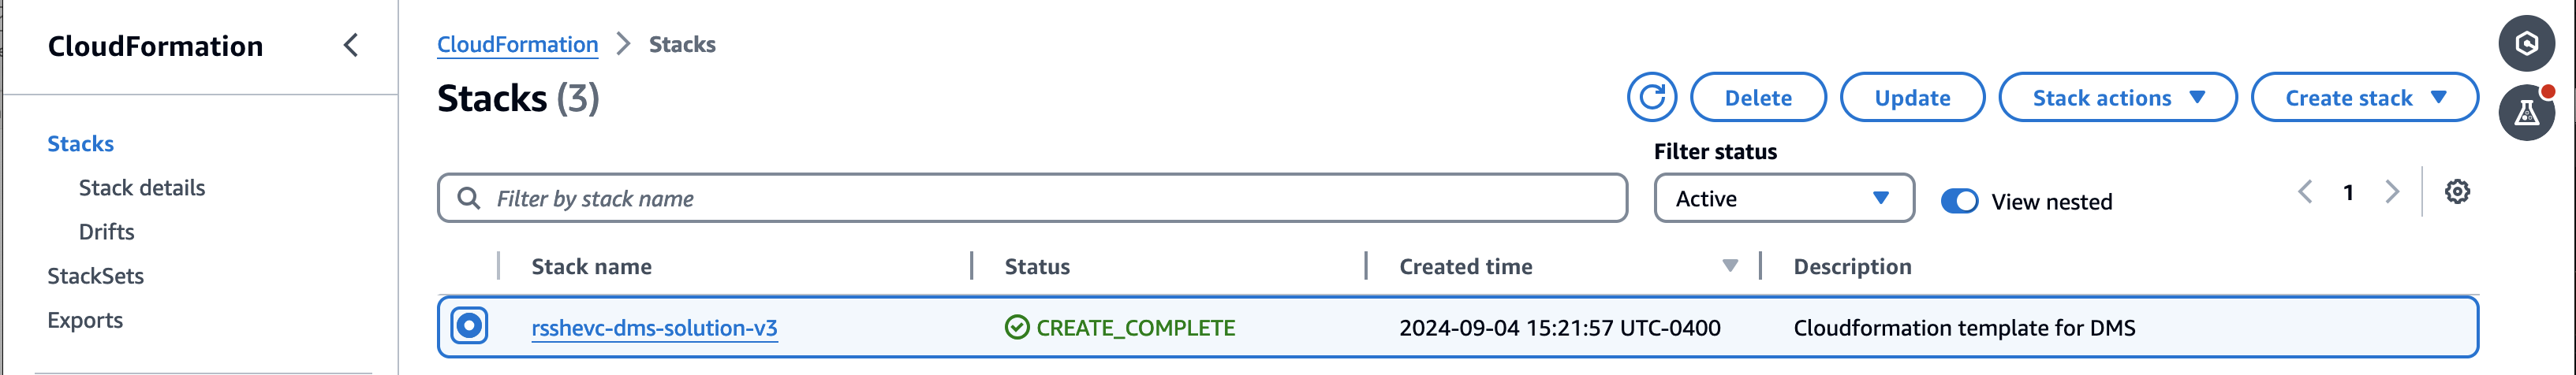 CloudFormation
Stacks
Stack details
Drifts
StackSets
Exports
CloudFormation > Stacks
Stacks (3)
Delete
Update
Stack actions
Create stack
Filter by stack name
Filter status
Active
View nested
1
Stack name
Status
Created time
Description
rsshevc-dms-solution-v3
CREATE_COMPLETE
2024-09-04 15:21:57 UTC-0400
Cloudformation template for DMS